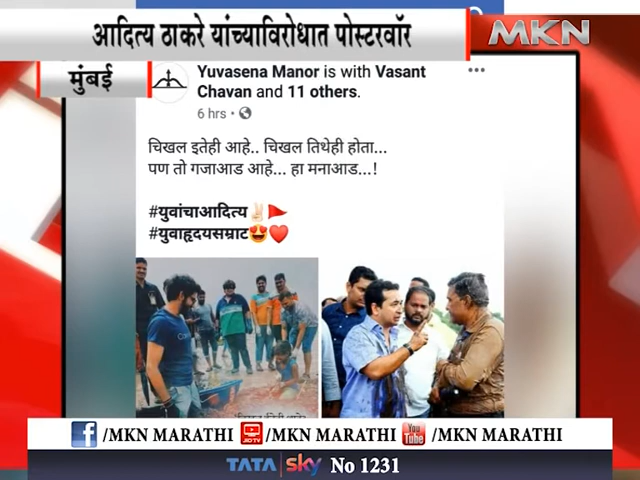 आदित्य ठाकरे यांच्याविरोधात पोस्टरवॉर
MKN
मुंबई
Yuvasena Manor is with Vasant
Chavan and 11 others.
6 hrs
चिखल इतेही आहे.. चिखल तिथेही होता...
पण तो गजाआड आहे... हा मनाआड...!
#युवांचाआदित्य✌🏻🚩
#युवाहृदयसम्राट😍❤️
/MKN MARATHI /MKN MARATHI /MKN MARATHI
TATA sky No 1231